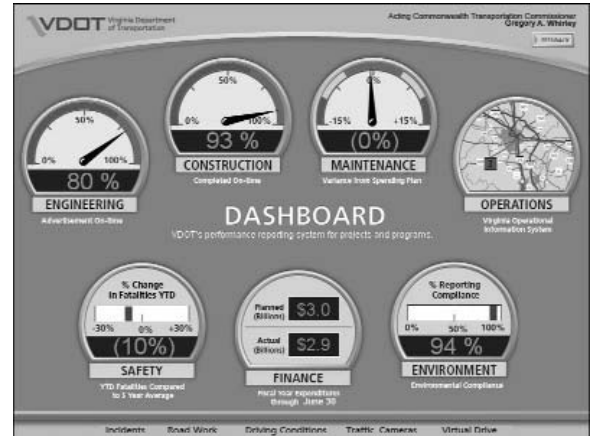 VDOT Virginia Department
of Transportation
Acting Commonwealth Transportation Commissioner
Gregory A. Whirley
50%
0% 100%
80 %
ENGINEERING
Advertisement On-time
50%
0% 100%
93 %
CONSTRUCTION
Completed On-time
0%
-15% +15%
(0%)
MAINTENANCE
Variance from Spending Plan
OPERATIONS
Virginia Operational
Information System
DASHBOARD
VDOT's performance reporting system for projects and programs.
% Change
in Fatalities YTD
-30% 0% +30%
(10%)
SAFETY
YTD Fatalities Compared
to 5 Year Average
Planned
(Billions)
$3.0
Actual
(Billions)
$2.9
FINANCE
Fiscal Year Expenditures
through June 30
% Reporting
Compliance
0% 50% 100%
94 %
ENVIRONMENT
Environmental Compliance
Incidents Road Work Driving Conditions Traffic Cameras Virtual Drive